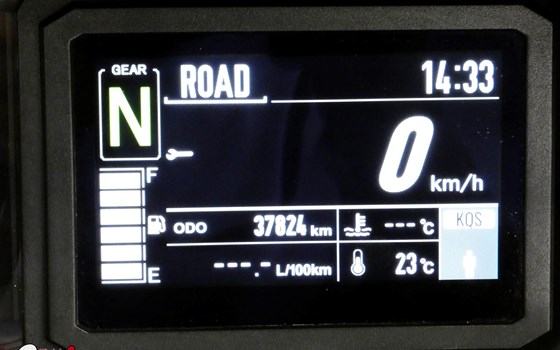 GEAR
N
ROAD
14:33
0 km/h
F
E
ODO 37824 km
---°C
---.- L/100km
23°C
KQS